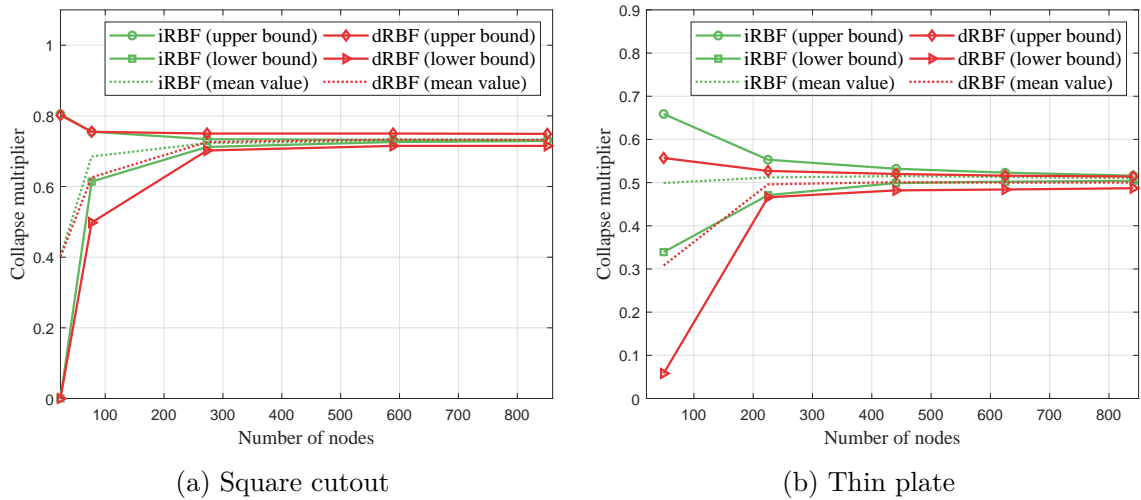 iRBF (upper bound) dRBF (upper bound)
iRBF (lower bound) dRBF (lower bound)
iRBF (mean value) dRBF (mean value)
Collapse multiplier
1
0.8
0.6
0.4
0.2
0
100 200 300 400 500 600 700 800
Number of nodes
(a) Square cutout
iRBF (upper bound) dRBF (upper bound)
iRBF (lower bound) dRBF (lower bound)
iRBF (mean value) dRBF (mean value)
Collapse multiplier
0.9
0.8
0.7
0.6
0.5
0.4
0.3
0.2
0.1
0
100 200 300 400 500 600 700 800
Number of nodes
(b) Thin plate